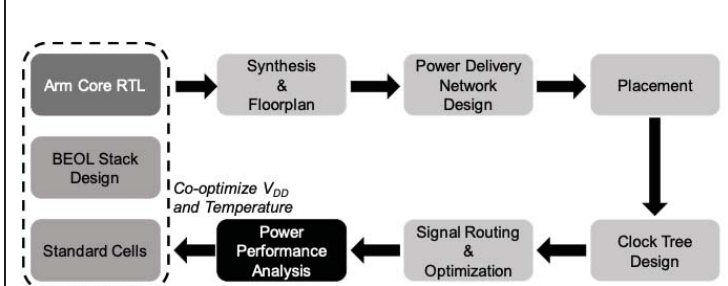 Arm Core RTL
Synthesis
&
Floorplan
Power Delivery
Network
Design
Placement
BEOL Stack
Design
Co-optimize VDD
and Temperature
Standard Cells
Power
Performance
Analysis
Signal Routing
&
Optimization
Clock Tree
Design